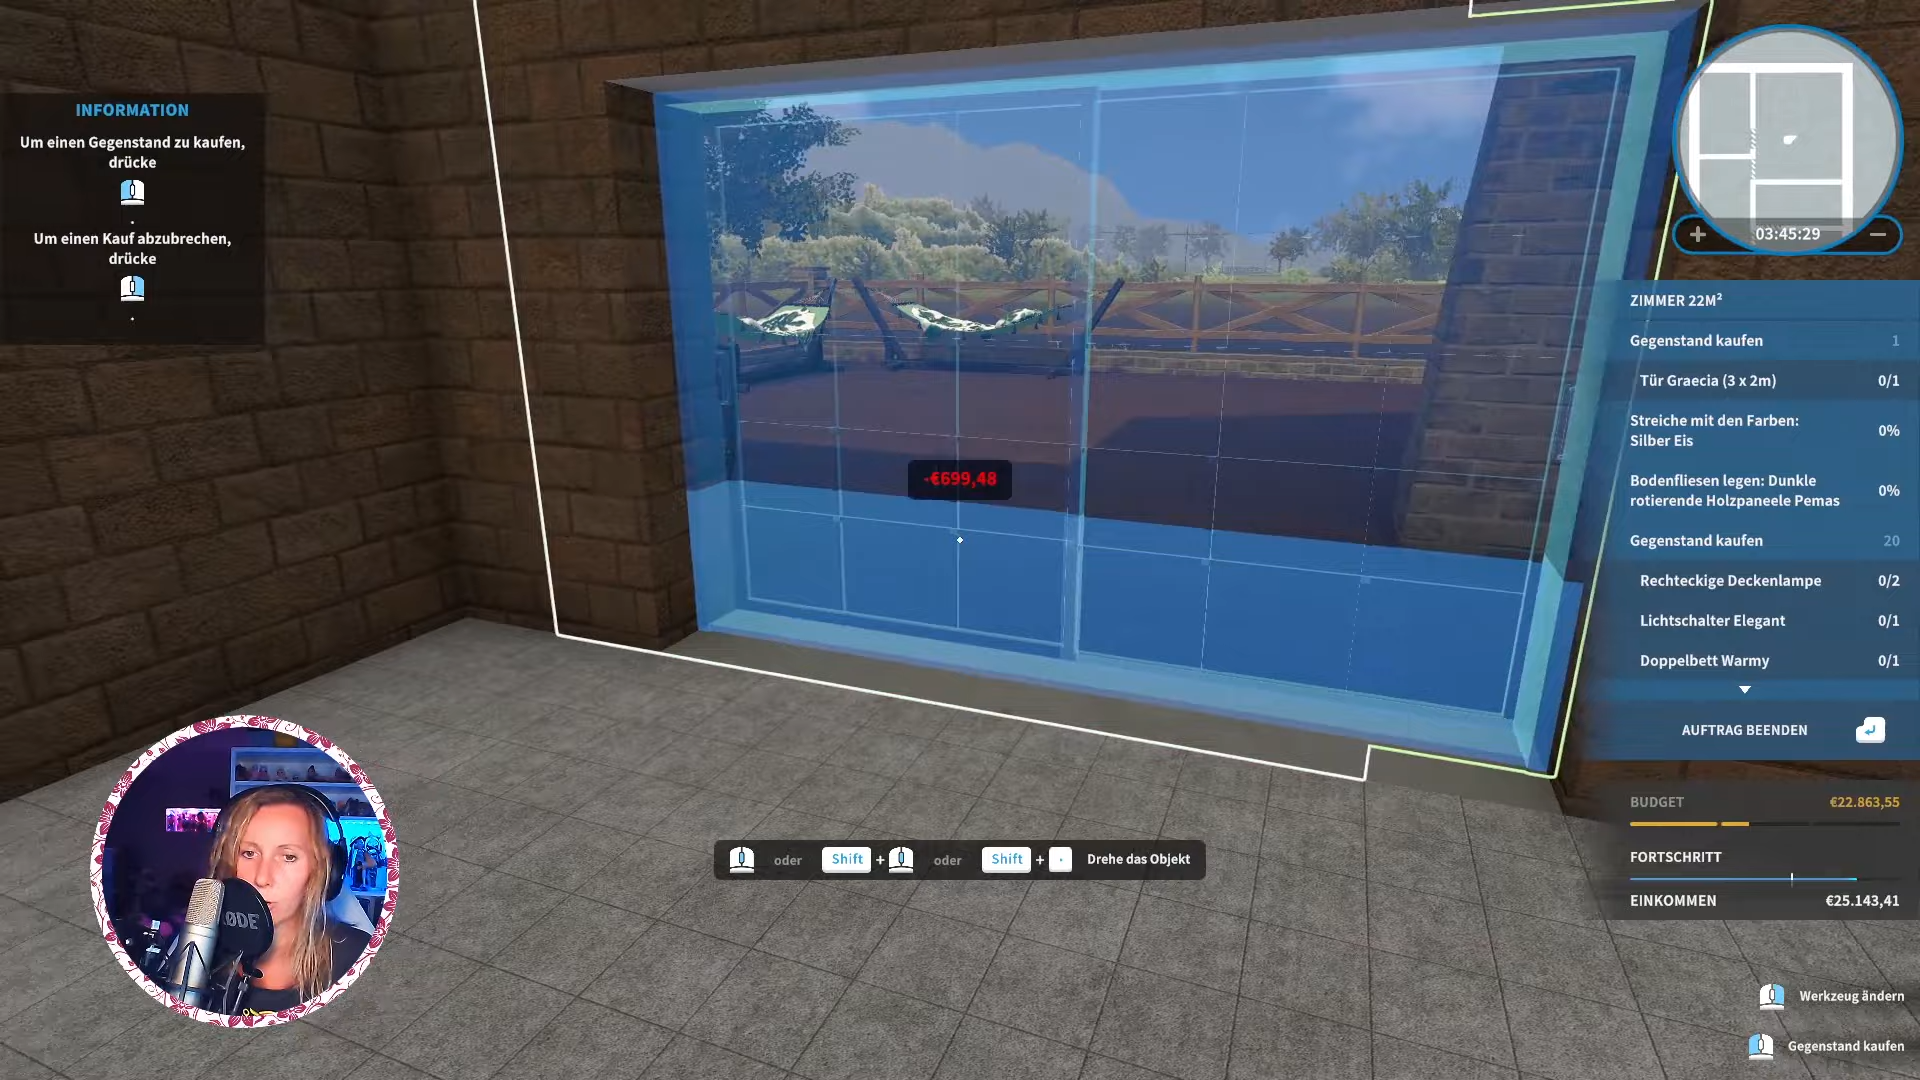 INFORMATION
Um einen Gegenstand zu kaufen,
drücke
.
Um einen Kauf abzubrechen,
drücke
.
-€699,48
+ 03:45:29 −
ZIMMER 22M²
Gegenstand kaufen 1
Tür Graecia (3 x 2m) 0/1
Streiche mit den Farben:
Silber Eis 0%
Bodenfliesen legen: Dunkle
rotierende Holzpaneele Pemas 0%
Gegenstand kaufen 20
Rechteckige Deckenlampe 0/2
Lichtschalter Elegant 0/1
Doppelbett Warmy 0/1
AUFTRAG BEENDEN
BUDGET €22.863,55
FORTSCHRITT
EINKOMMEN €25.143,41
oder Shift + oder Shift + . Drehe das Objekt
RØDE
Werkzeug ändern
Gegenstand kaufen